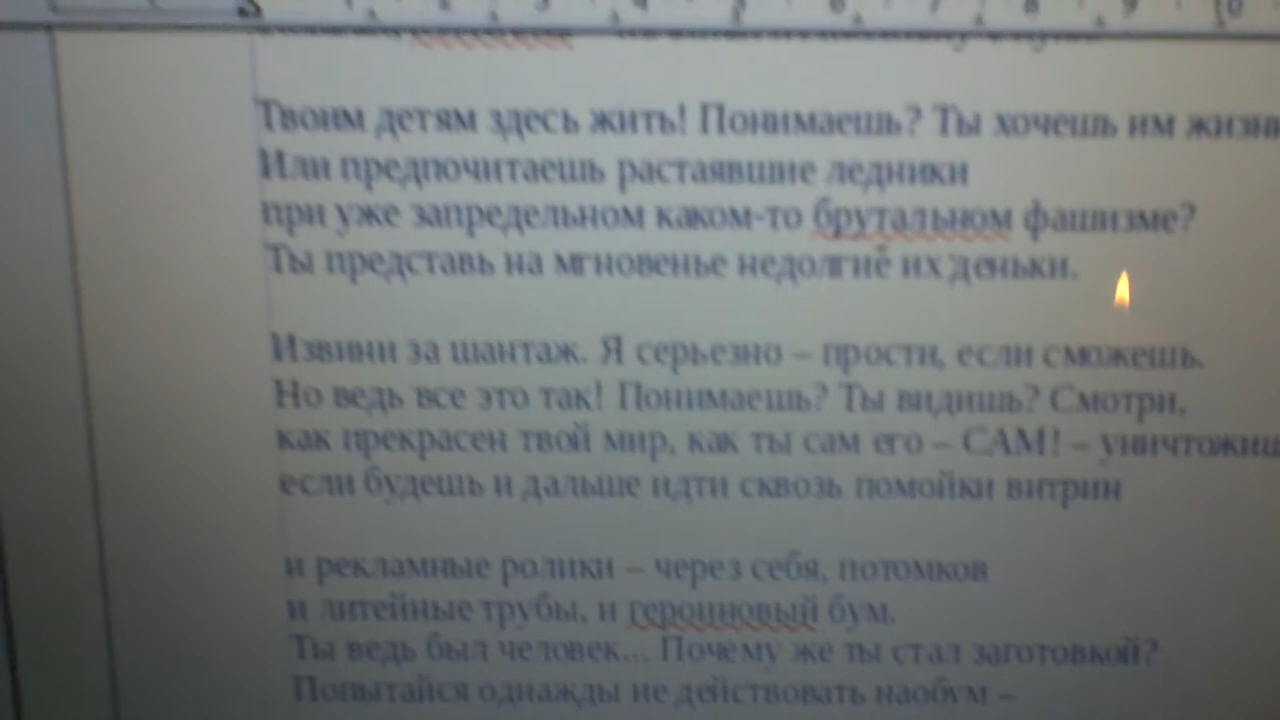 Твоим детям здесь жить! Понимаешь? Ты хочешь им жизни
Или предпочитаешь растаявшие ледники
при уже запредельном каком-то брутальном фашизме?
Ты представь на мгновенье недолгие их деньки.
Извини за шантаж. Я серьезно – прости, если сможешь.
Но ведь все это так! Понимаешь? Ты видишь? Смотри,
как прекрасен твой мир, как ты сам его – САМ! – уничтожиш
если будешь и дальше идти сквозь помойки витрин
и рекламные ролики – через себя, потомков
и литейные трубы, и героиновый бум.
Ты ведь был человек... Почему же ты стал заготовкой?
Попытайся однажды не действовать наобум –